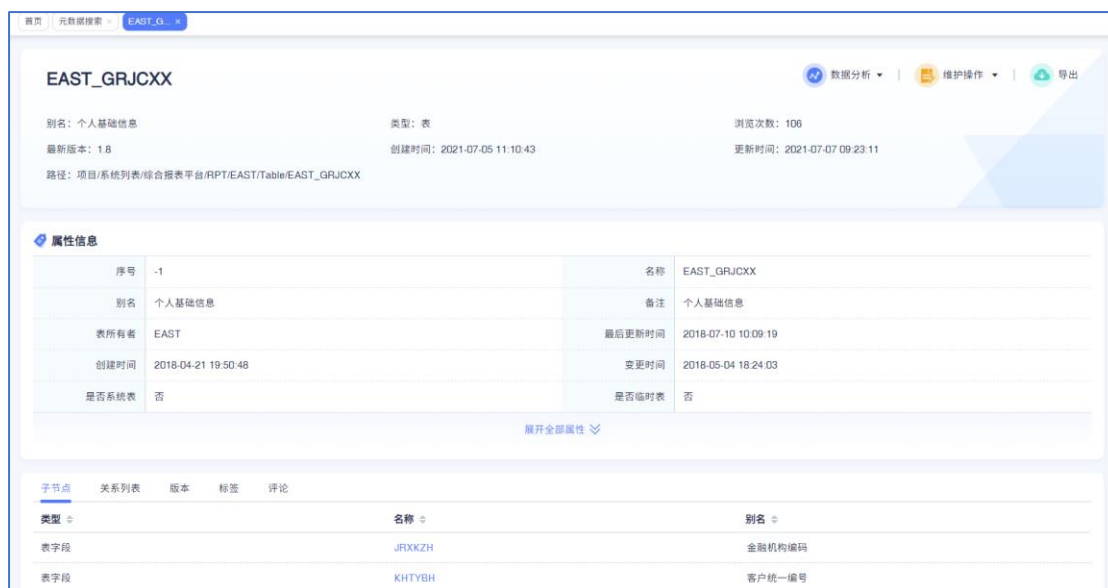 首页 元数据搜索 × EAST_G... ×
EAST_GRJCXX 数据分析 维护操作 导出
别名：个人基础信息 类型：表 浏览次数：106
最新版本：1.8 创建时间：2021-07-05 11:10:43 更新时间：2021-07-07 09:23:11
路径：项目/系统列表/综合报表平台/RPT/EAST/Table/EAST_GRJCXX
属性信息
序号 -1 名称 EAST_GRJCXX
别名 个人基础信息 备注 个人基础信息
表所有者 EAST 最后更新时间 2018-07-10 10:09:19
创建时间 2018-04-21 19:50:48 变更时间 2018-05-04 18:24:03
是否系统表 否 是否临时表 否
展开全部属性
子节点 关系列表 版本 标签 评论
类型 名称 别名
表字段 JRXKZH 金融机构编码
表字段 KHTYBH 客户统一编号